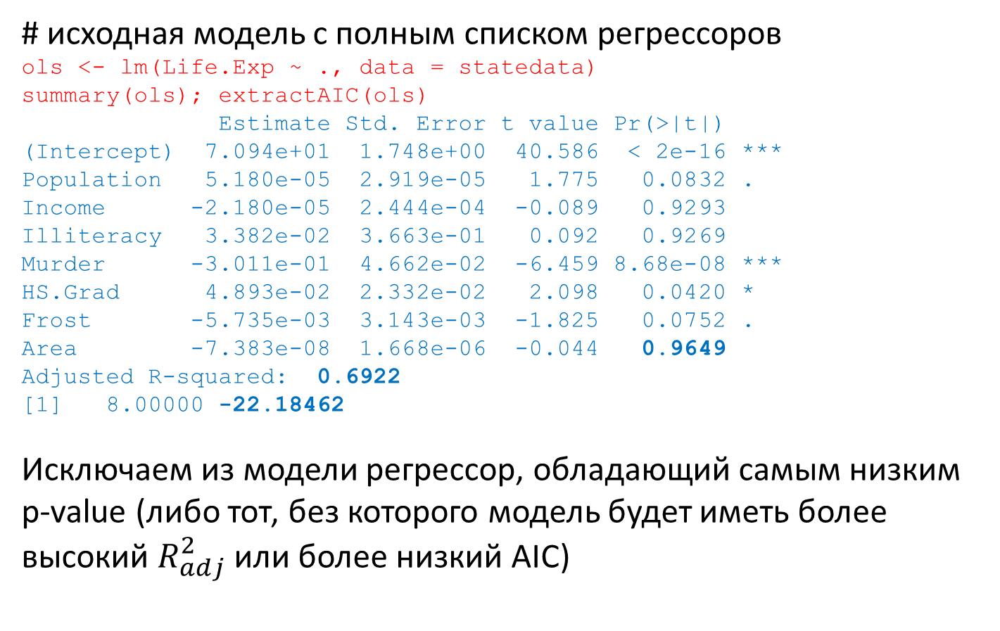 # исходная модель с полным списком регрессоров
ols <- lm(Life.Exp ~ ., data = statedata)
summary(ols); extractAIC(ols)
Estimate Std. Error t value Pr(>|t|)
(Intercept) 7.094e+01 1.748e+00 40.586 < 2e-16 ***
Population 5.180e-05 2.919e-05 1.775 0.0832 .
Income -2.180e-05 2.444e-04 -0.089 0.9293
Illiteracy 3.382e-02 3.663e-01 0.092 0.9269
Murder -3.011e-01 4.662e-02 -6.459 8.68e-08 ***
HS.Grad 4.893e-02 2.332e-02 2.098 0.0420 *
Frost -5.735e-03 3.143e-03 -1.825 0.0752 .
Area -7.383e-08 1.668e-06 -0.044 0.9649
Adjusted R-squared: 0.6922
[1] 8.00000 -22.18462
Исключаем из модели регрессор, обладающий самым низким
p-value (либо тот, без которого модель будет иметь более
высокий R²adj или более низкий AIC)